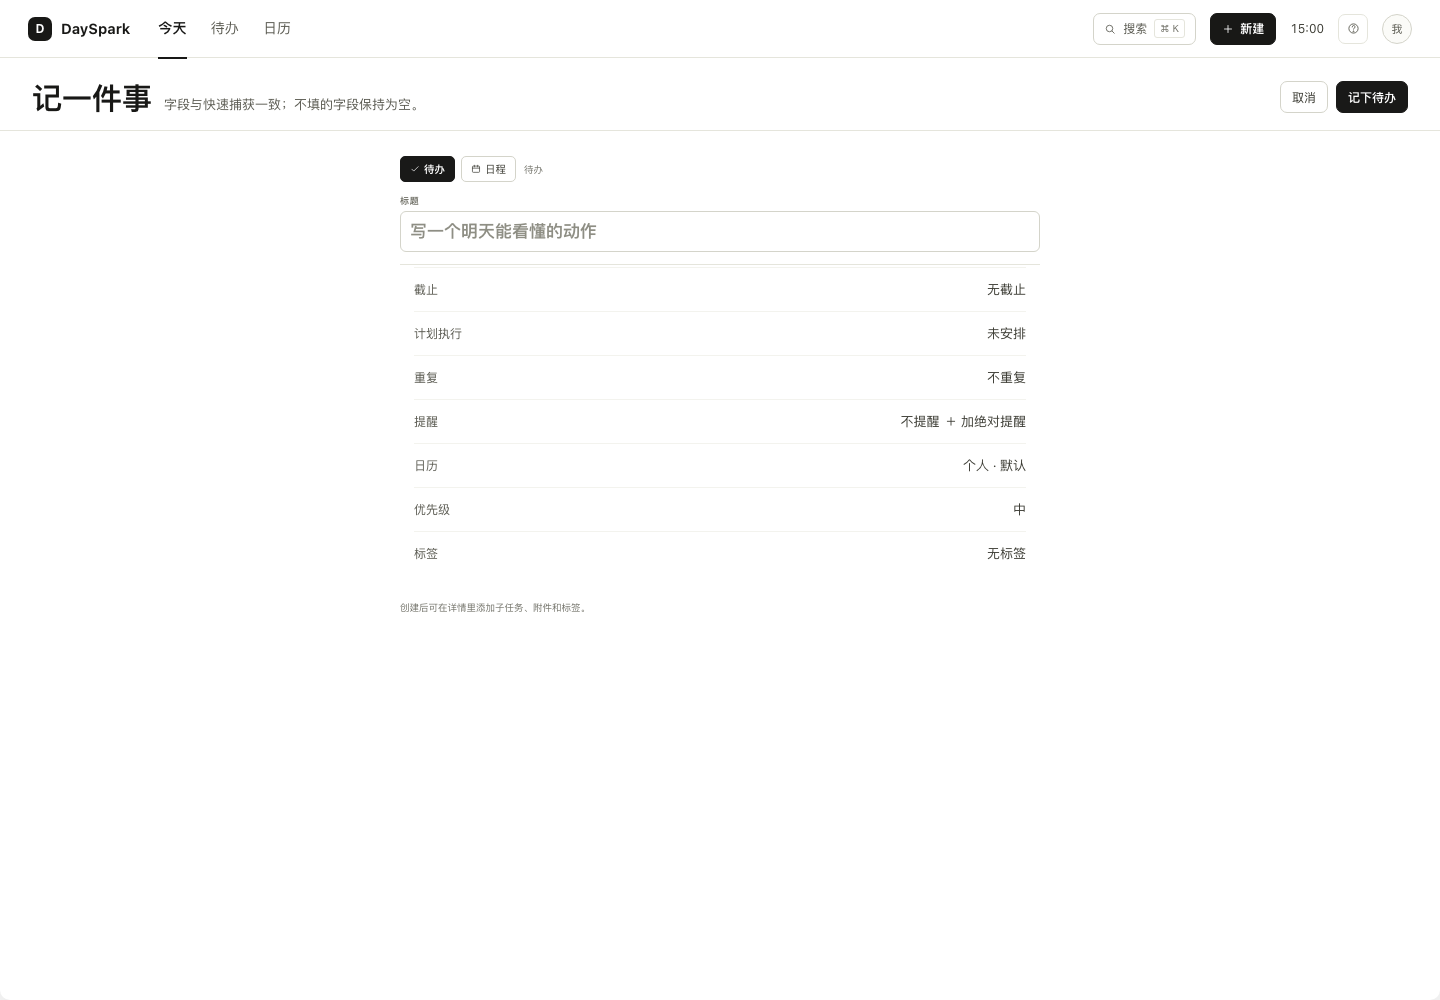 D DaySpark 今天 待办 日历 搜索 ⌘ K + 新建 15:00 我
记一件事 字段与快速捕获一致；不填的字段保持为空。 取消 记下待办
待办 日程 待办
标题
写一个明天能看懂的动作
截止 无截止
计划执行 未安排
重复 不重复
提醒 不提醒 + 加绝对提醒
日历 个人 · 默认
优先级 中
标签 无标签
创建后可在详情里添加子任务、附件和标签。